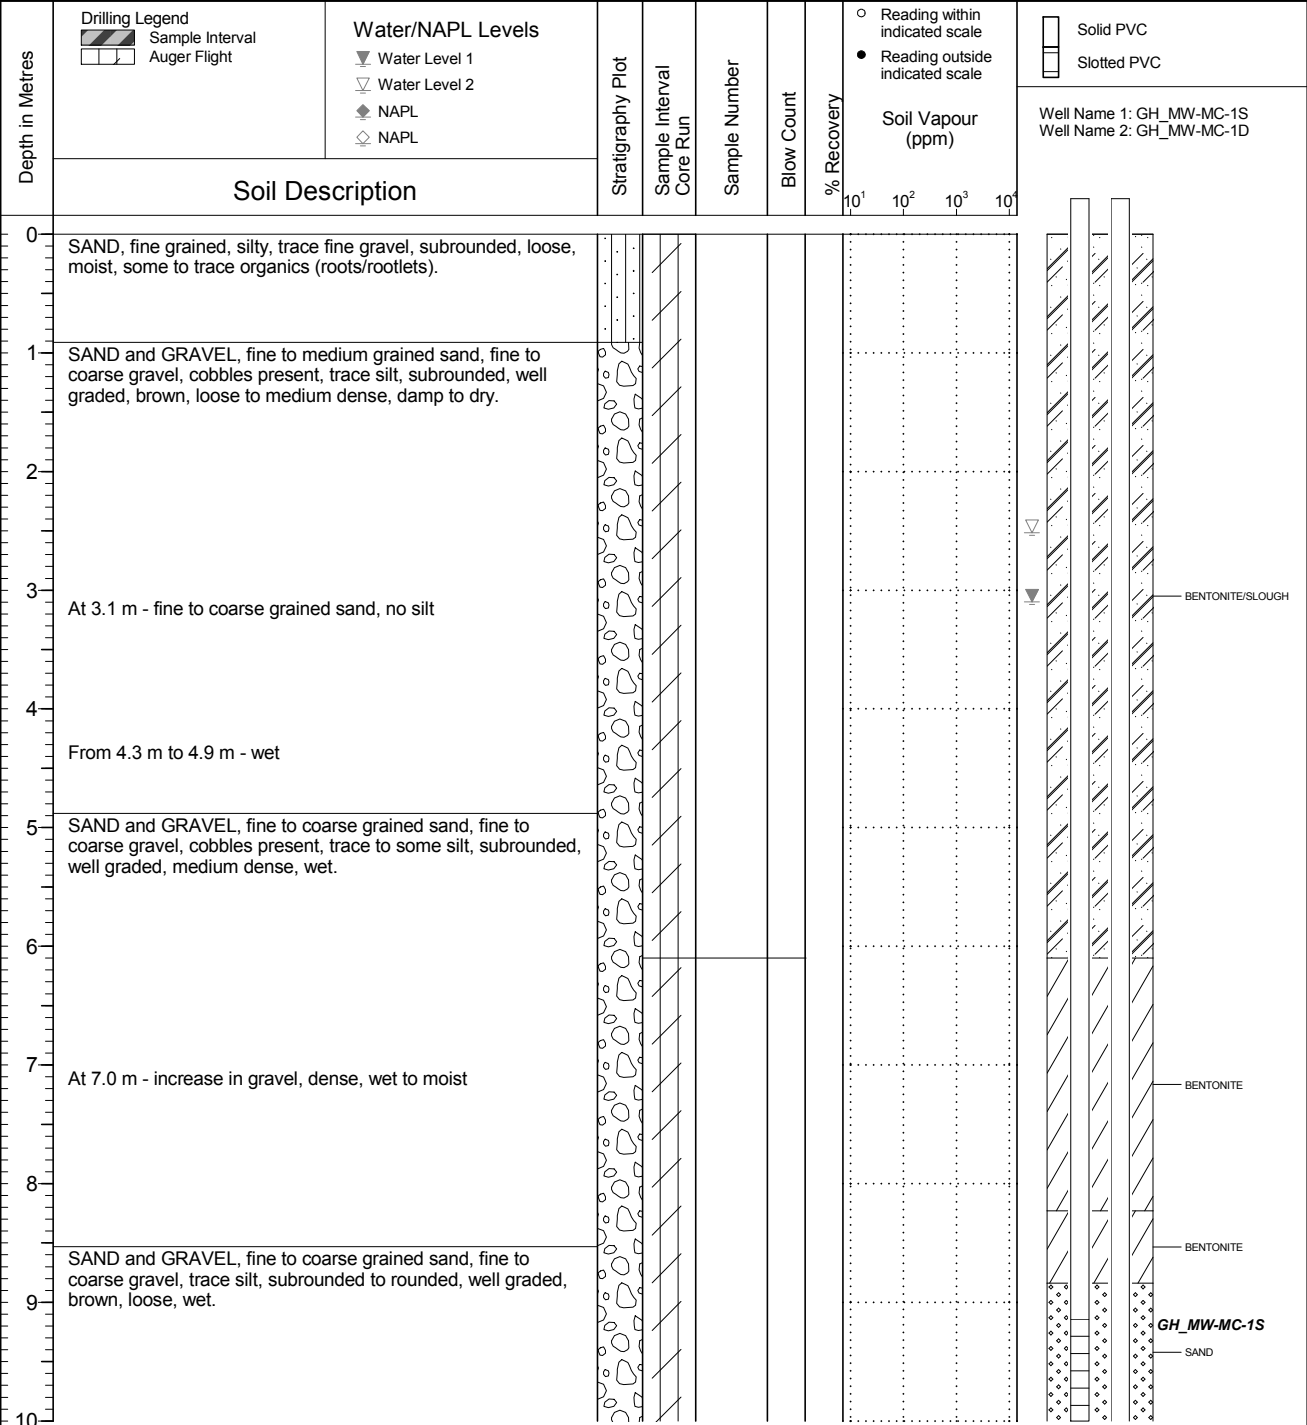 Depth in Metres
Drilling Legend
Sample Interval
Auger Flight
Water/NAPL Levels
Water Level 1
Water Level 2
NAPL
NAPL
Soil Description
Stratigraphy Plot
Sample Interval
Core Run
Sample Number
Blow Count
% Recovery
Reading within
indicated scale
Reading outside
indicated scale
Soil Vapour
(ppm)
10¹ 10² 10³ 10⁴
Solid PVC
Slotted PVC
Well Name 1: GH_MW-MC-1S
Well Name 2: GH_MW-MC-1D
0
SAND, fine grained, silty, trace fine gravel, subrounded, loose,
moist, some to trace organics (roots/rootlets).
1
SAND and GRAVEL, fine to medium grained sand, fine to
coarse gravel, cobbles present, trace silt, subrounded, well
graded, brown, loose to medium dense, damp to dry.
2
3
BENTONITE/SLOUGH
At 3.1 m - fine to coarse grained sand, no silt
4
From 4.3 m to 4.9 m - wet
5
SAND and GRAVEL, fine to coarse grained sand, fine to
coarse gravel, cobbles present, trace to some silt, subrounded,
well graded, medium dense, wet.
6
7
At 7.0 m - increase in gravel, dense, wet to moist
BENTONITE
8
BENTONITE
SAND and GRAVEL, fine to coarse grained sand, fine to
coarse gravel, trace silt, subrounded to rounded, well graded,
brown, loose, wet.
9
GH_MW-MC-1S
SAND
10